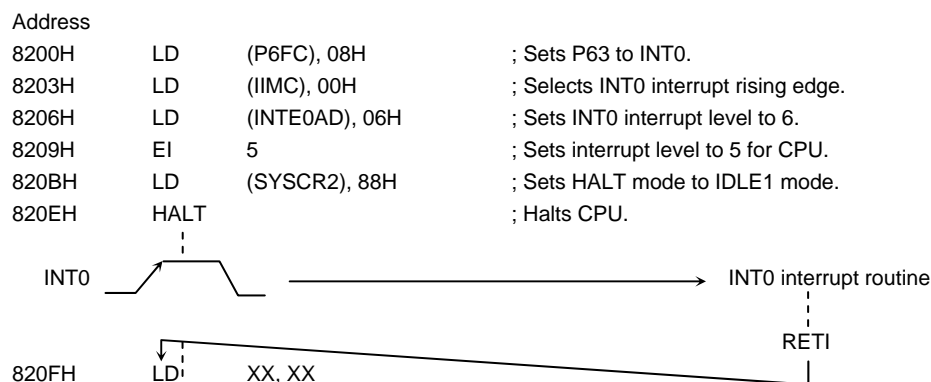 Address
8200H LD (P6FC), 08H ; Sets P63 to INT0.
8203H LD (IIMC), 00H ; Selects INT0 interrupt rising edge.
8206H LD (INTE0AD), 06H ; Sets INT0 interrupt level to 6.
8209H EI 5 ; Sets interrupt level to 5 for CPU.
820BH LD (SYSCR2), 88H ; Sets HALT mode to IDLE1 mode.
820EH HALT ; Halts CPU.
INT0 INT0 interrupt routine
RETI
820FH LD XX, XX